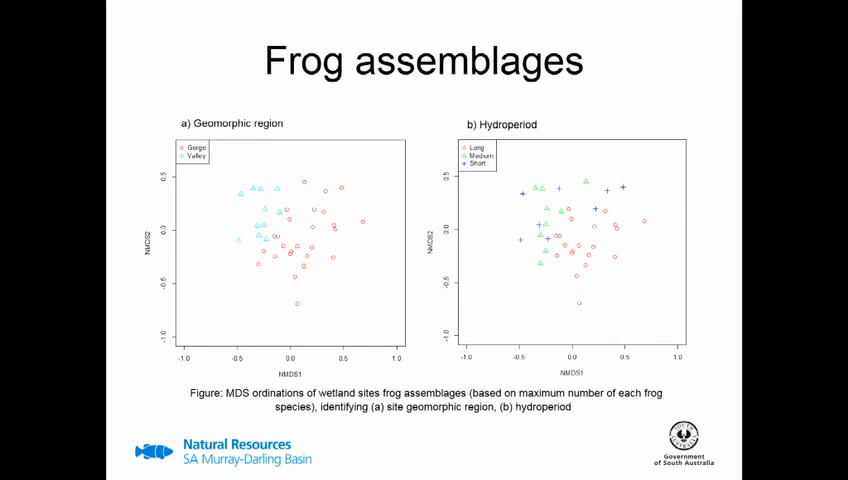 Frog assemblages
a) Geomorphic region
b) Hydroperiod
Gorge
Valley
0.5
0.0
-0.5
-1.0
NMDS2
-1.0 -0.5 0.0 0.5 1.0
NMDS1
Long
Medium
Short
0.5
0.0
-0.5
-1.0
NMDS2
-1.0 -0.5 0.0 0.5 1.0
NMDS1
Figure: MDS ordinations of wetland sites frog assemblages (based on maximum number of each frog
species), identifying (a) site geomorphic region, (b) hydroperiod
Natural Resources
SA Murray-Darling Basin
SOUTH AUSTRALIA
Government
of South Australia